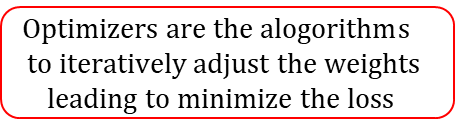 Optimizers are the alogorithms
to iteratively adjust the weights
leading to minimize the loss